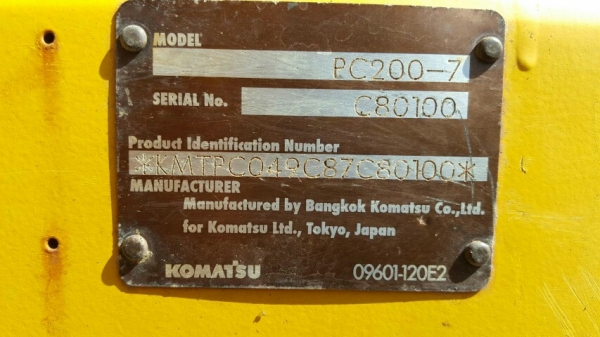 MODEL
PC200-7
SERIAL No. C80100
Product Identification Number
*KMTPC049C87C80100*
MANUFACTURER
Manufactured by Bangkok Komatsu Co.,Ltd.
for Komatsu Ltd., Tokyo, Japan
KOMATSU 09601-120E2